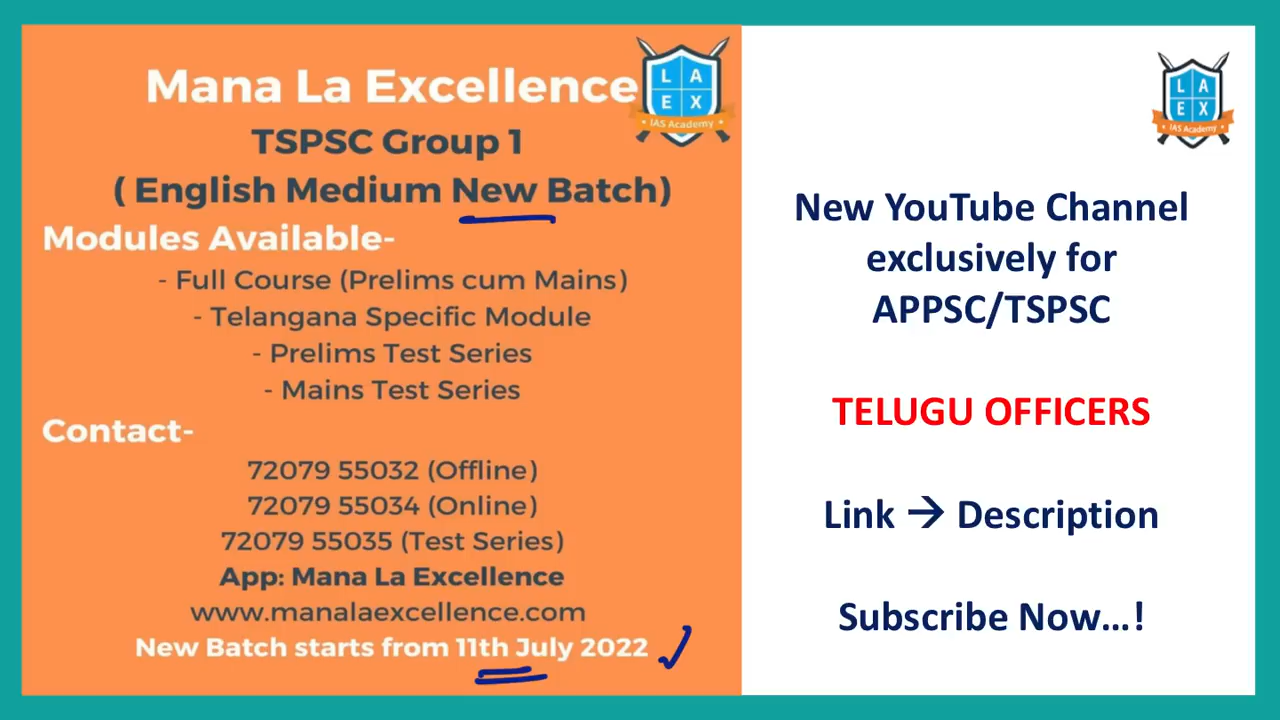 Mana La Excellence
TSPSC Group 1
( English Medium New Batch)
Modules Available-
- Full Course (Prelims cum Mains)
- Telangana Specific Module
- Prelims Test Series
- Mains Test Series
Contact-
72079 55032 (Offline)
72079 55034 (Online)
72079 55035 (Test Series)
App: Mana La Excellence
www.manalaexcellence.com
New Batch starts from 11th July 2022
L A
E X
IAS Academy
L A
E X
IAS Academy
New YouTube Channel
exclusively for
APPSC/TSPSC
TELUGU OFFICERS
Link → Description
Subscribe Now...!